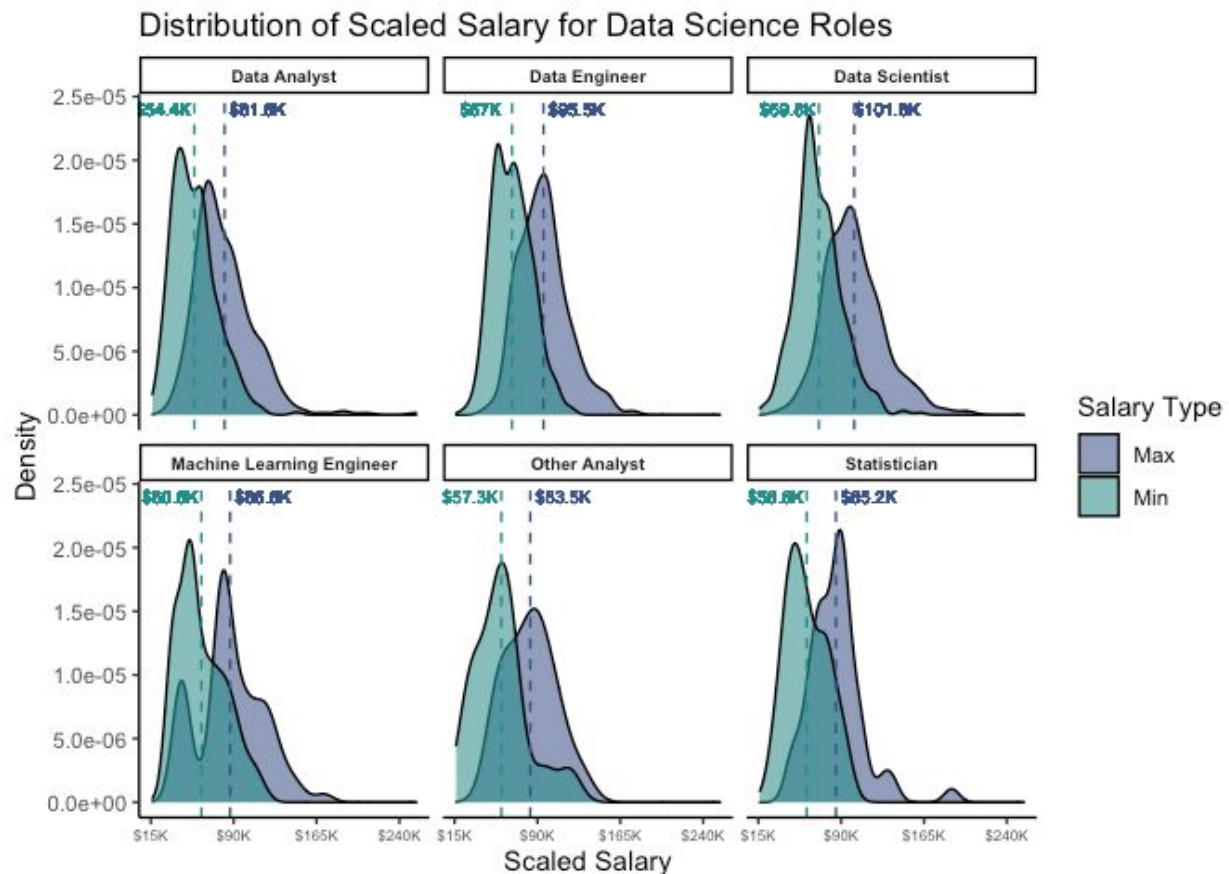 Distribution of Scaled Salary for Data Science Roles
Data Analyst
Data Engineer
Data Scientist
2.5e-05
2.0e-05
1.5e-05
1.0e-05
5.0e-06
0.0e+00
$54.4K
$81.6K
$67K
$95.5K
$101.8K
Density
Machine Learning Engineer
Other Analyst
Statistician
2.5e-05
2.0e-05
1.5e-05
1.0e-05
5.0e-06
0.0e+00
$57.3K
$83.5K
$15K
$90K
$165K
$240K
$15K
$90K
$165K
$240K
$15K
$90K
$165K
$240K
Scaled Salary
Salary Type
Max
Min